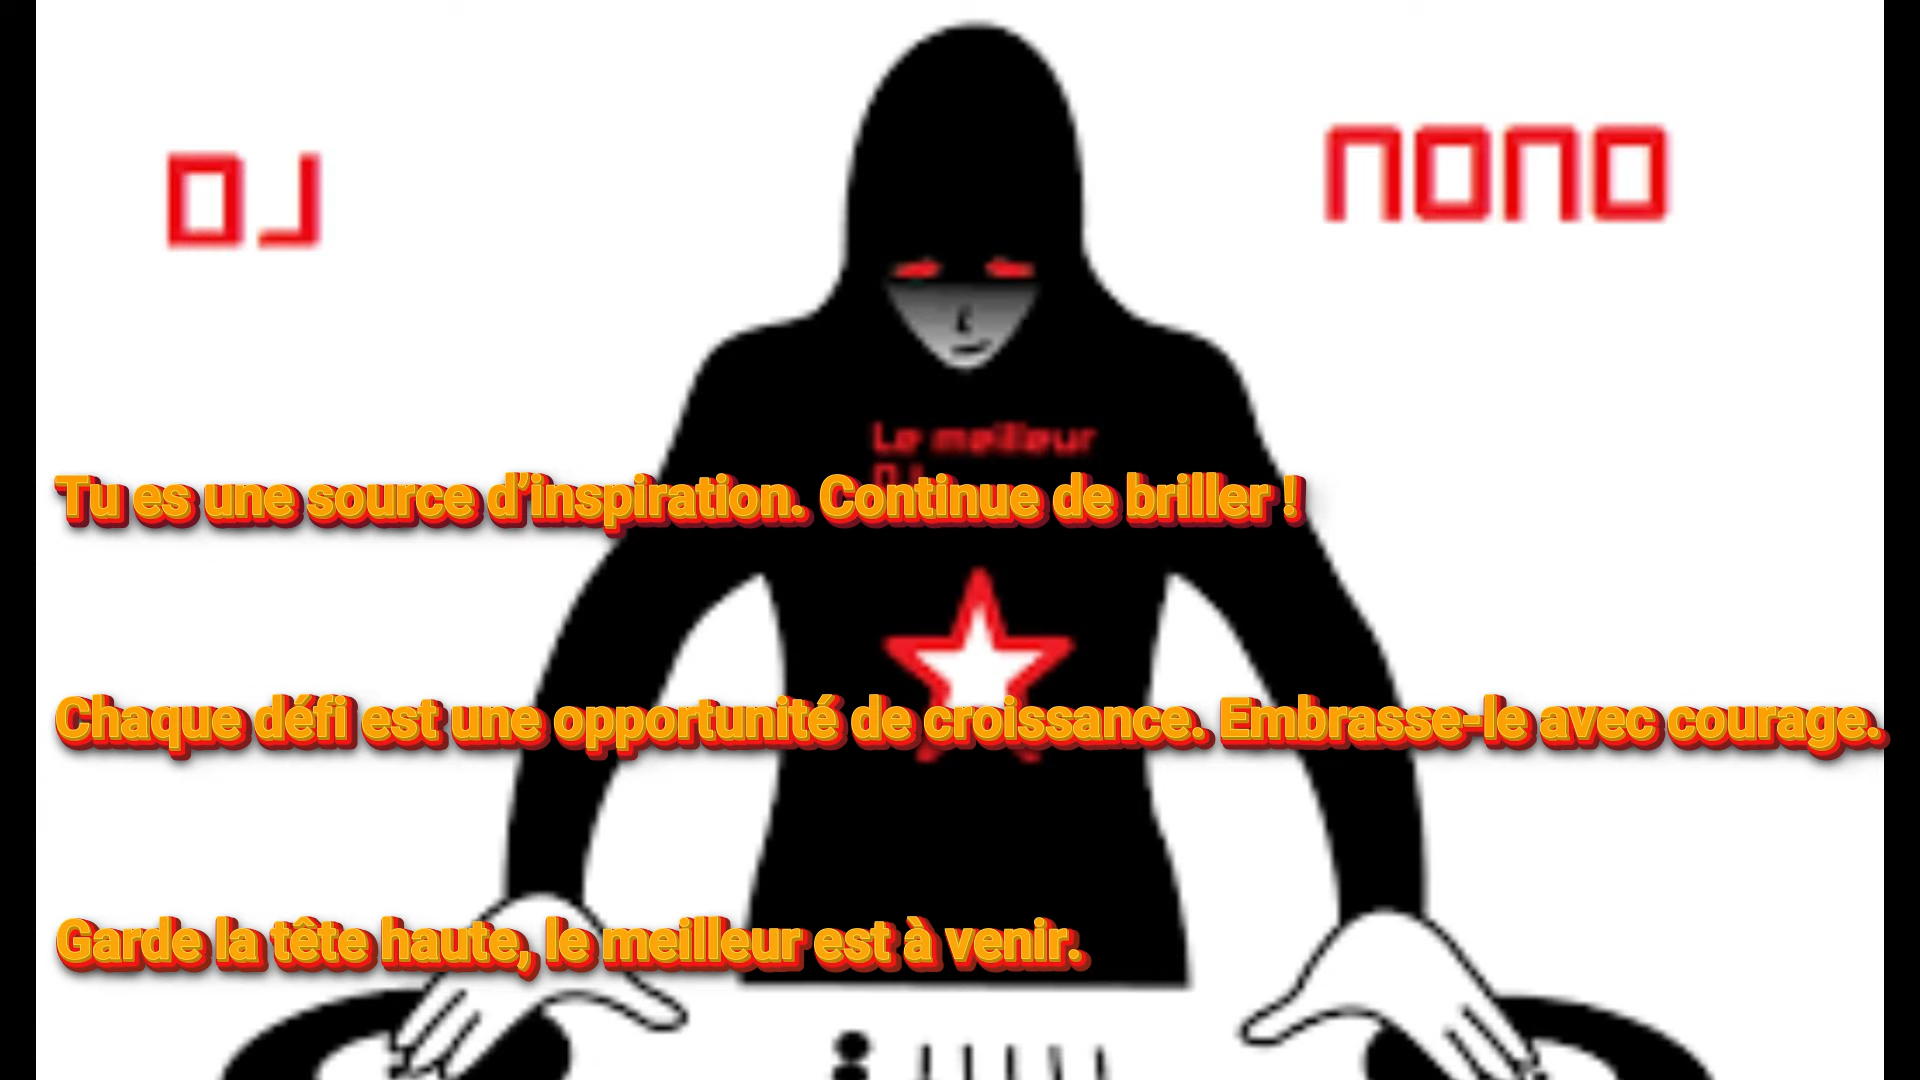 DJ
NONO
Le meilleur
DJ
Tu es une source d’inspiration. Continue de briller !
Chaque défi est une opportunité de croissance. Embrasse-le avec courage.
Garde la tête haute, le meilleur est à venir.